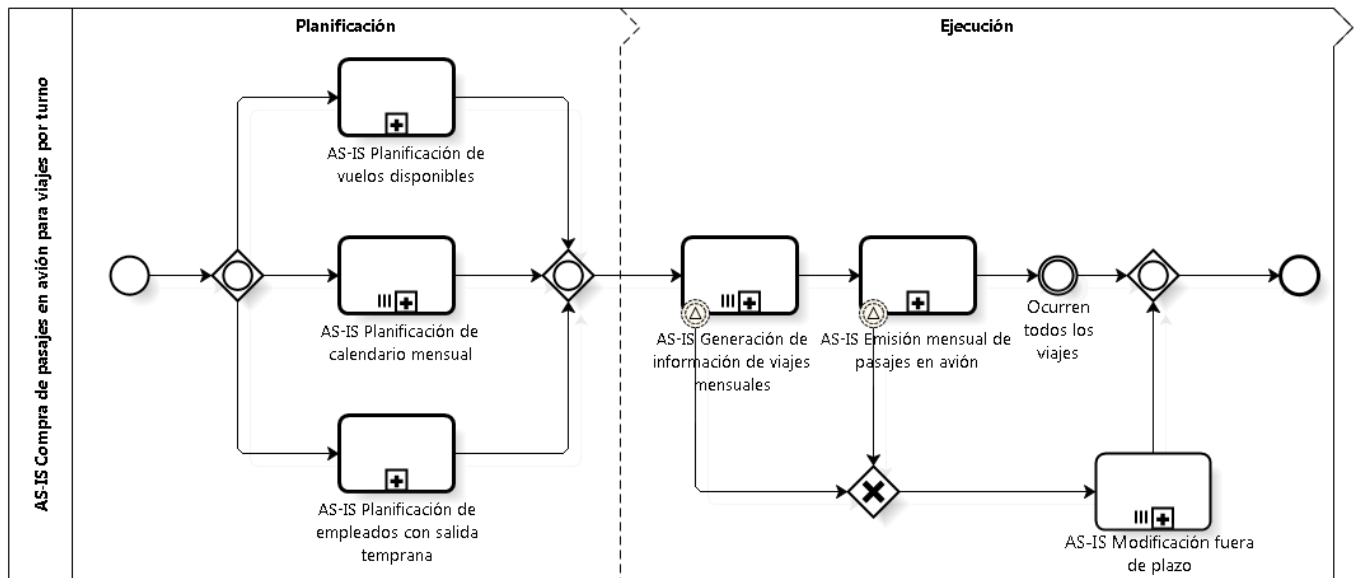 Planificación
Ejecución
AS-IS Compra de pasajes en avión para viajes por turno
AS-IS Planificación de
vuelos disponibles
AS-IS Planificación de
calendario mensual
AS-IS Planificación de
empleados con salida
temprana
AS-IS Generación de
información de viajes
mensuales
AS-IS Emisión mensual de
pasajes en avión
Ocurren
todos los
viajes
AS-IS Modificación fuera
de plazo